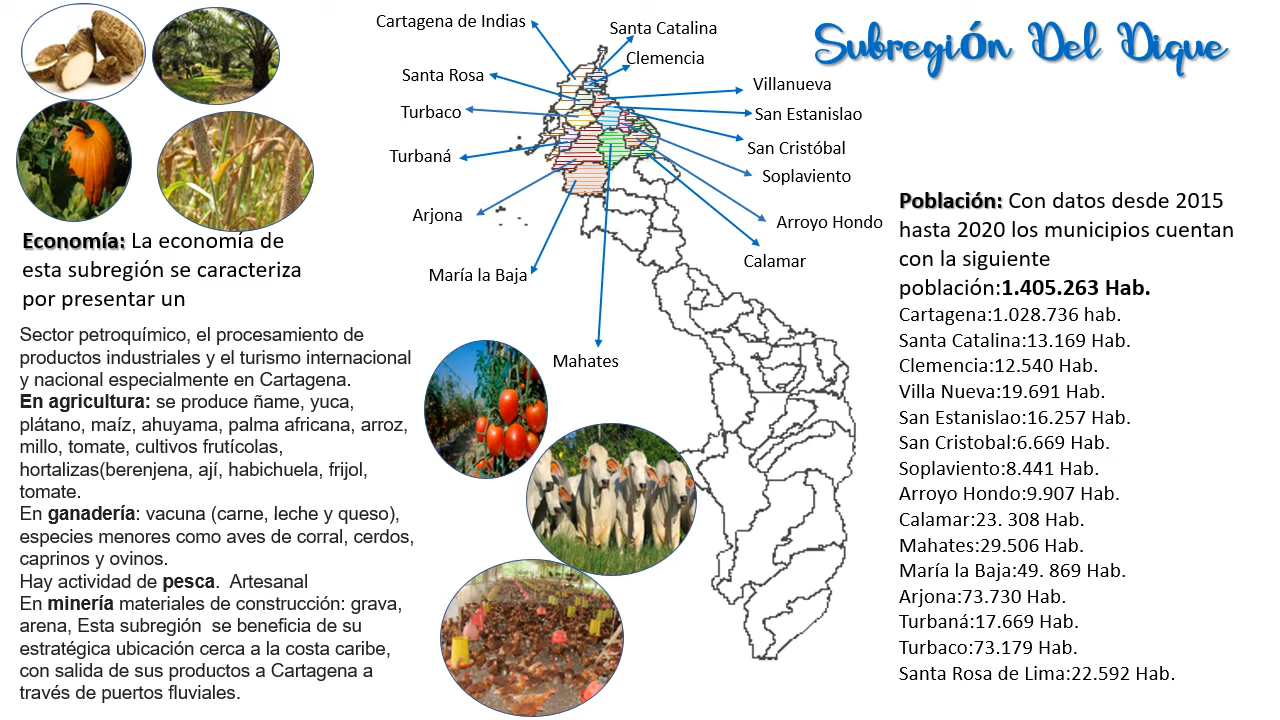 Subregión Del Dique
Cartagena de Indias
Santa Catalina
Clemencia
Santa Rosa
Villanueva
Turbaco
San Estanislao
San Cristóbal
Turbaná
Soplaviento
Arjona
Arroyo Hondo
Calamar
María la Baja
Mahates
Economía: La economía de
esta subregión se caracteriza
por presentar un
Sector petroquímico, el procesamiento de
productos industriales y el turismo internacional
y nacional especialmente en Cartagena.
En agricultura: se produce ñame, yuca,
plátano, maíz, ahuyama, palma africana, arroz,
millo, tomate, cultivos frutícolas,
hortalizas(berenjena, ají, habichuela, frijol,
tomate.
En ganadería: vacuna (carne, leche y queso),
especies menores como aves de corral, cerdos,
caprinos y ovinos.
Hay actividad de pesca. Artesanal
En minería materiales de construcción: grava,
arena, Esta subregión se beneficia de su
estratégica ubicación cerca a la costa caribe,
con salida de sus productos a Cartagena a
través de puertos fluviales.
Población: Con datos desde 2015
hasta 2020 los municipios cuentan
con la siguiente
población:1.405.263 Hab.
Cartagena:1.028.736 hab.
Santa Catalina:13.169 Hab.
Clemencia:12.540 Hab.
Villa Nueva:19.691 Hab.
San Estanislao:16.257 Hab.
San Cristobal:6.669 Hab.
Soplaviento:8.441 Hab.
Arroyo Hondo:9.907 Hab.
Calamar:23. 308 Hab.
Mahates:29.506 Hab.
María la Baja:49. 869 Hab.
Arjona:73.730 Hab.
Turbaná:17.669 Hab.
Turbaco:73.179 Hab.
Santa Rosa de Lima:22.592 Hab.